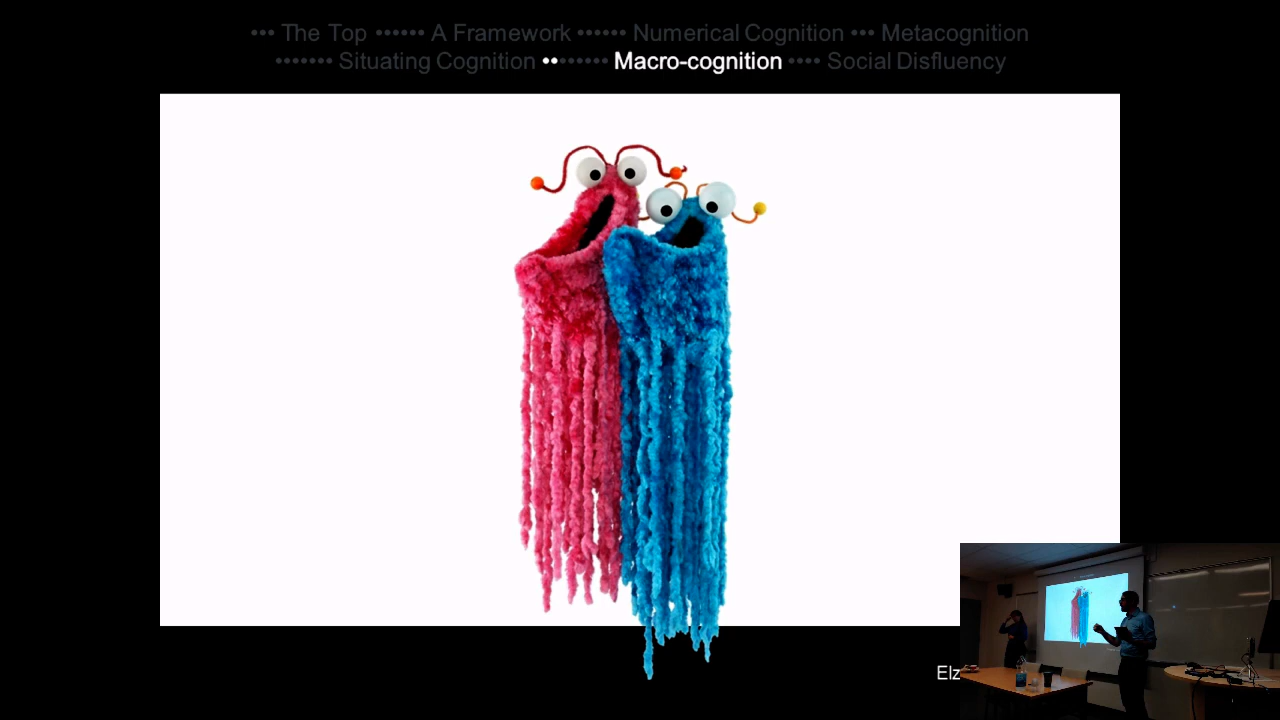 ••• The Top •••••• A Framework •••••• Numerical Cognition ••• Metacognition
••••••• Situating Cognition ••••••••• Macro-cognition •••• Social Disfluency
Elz